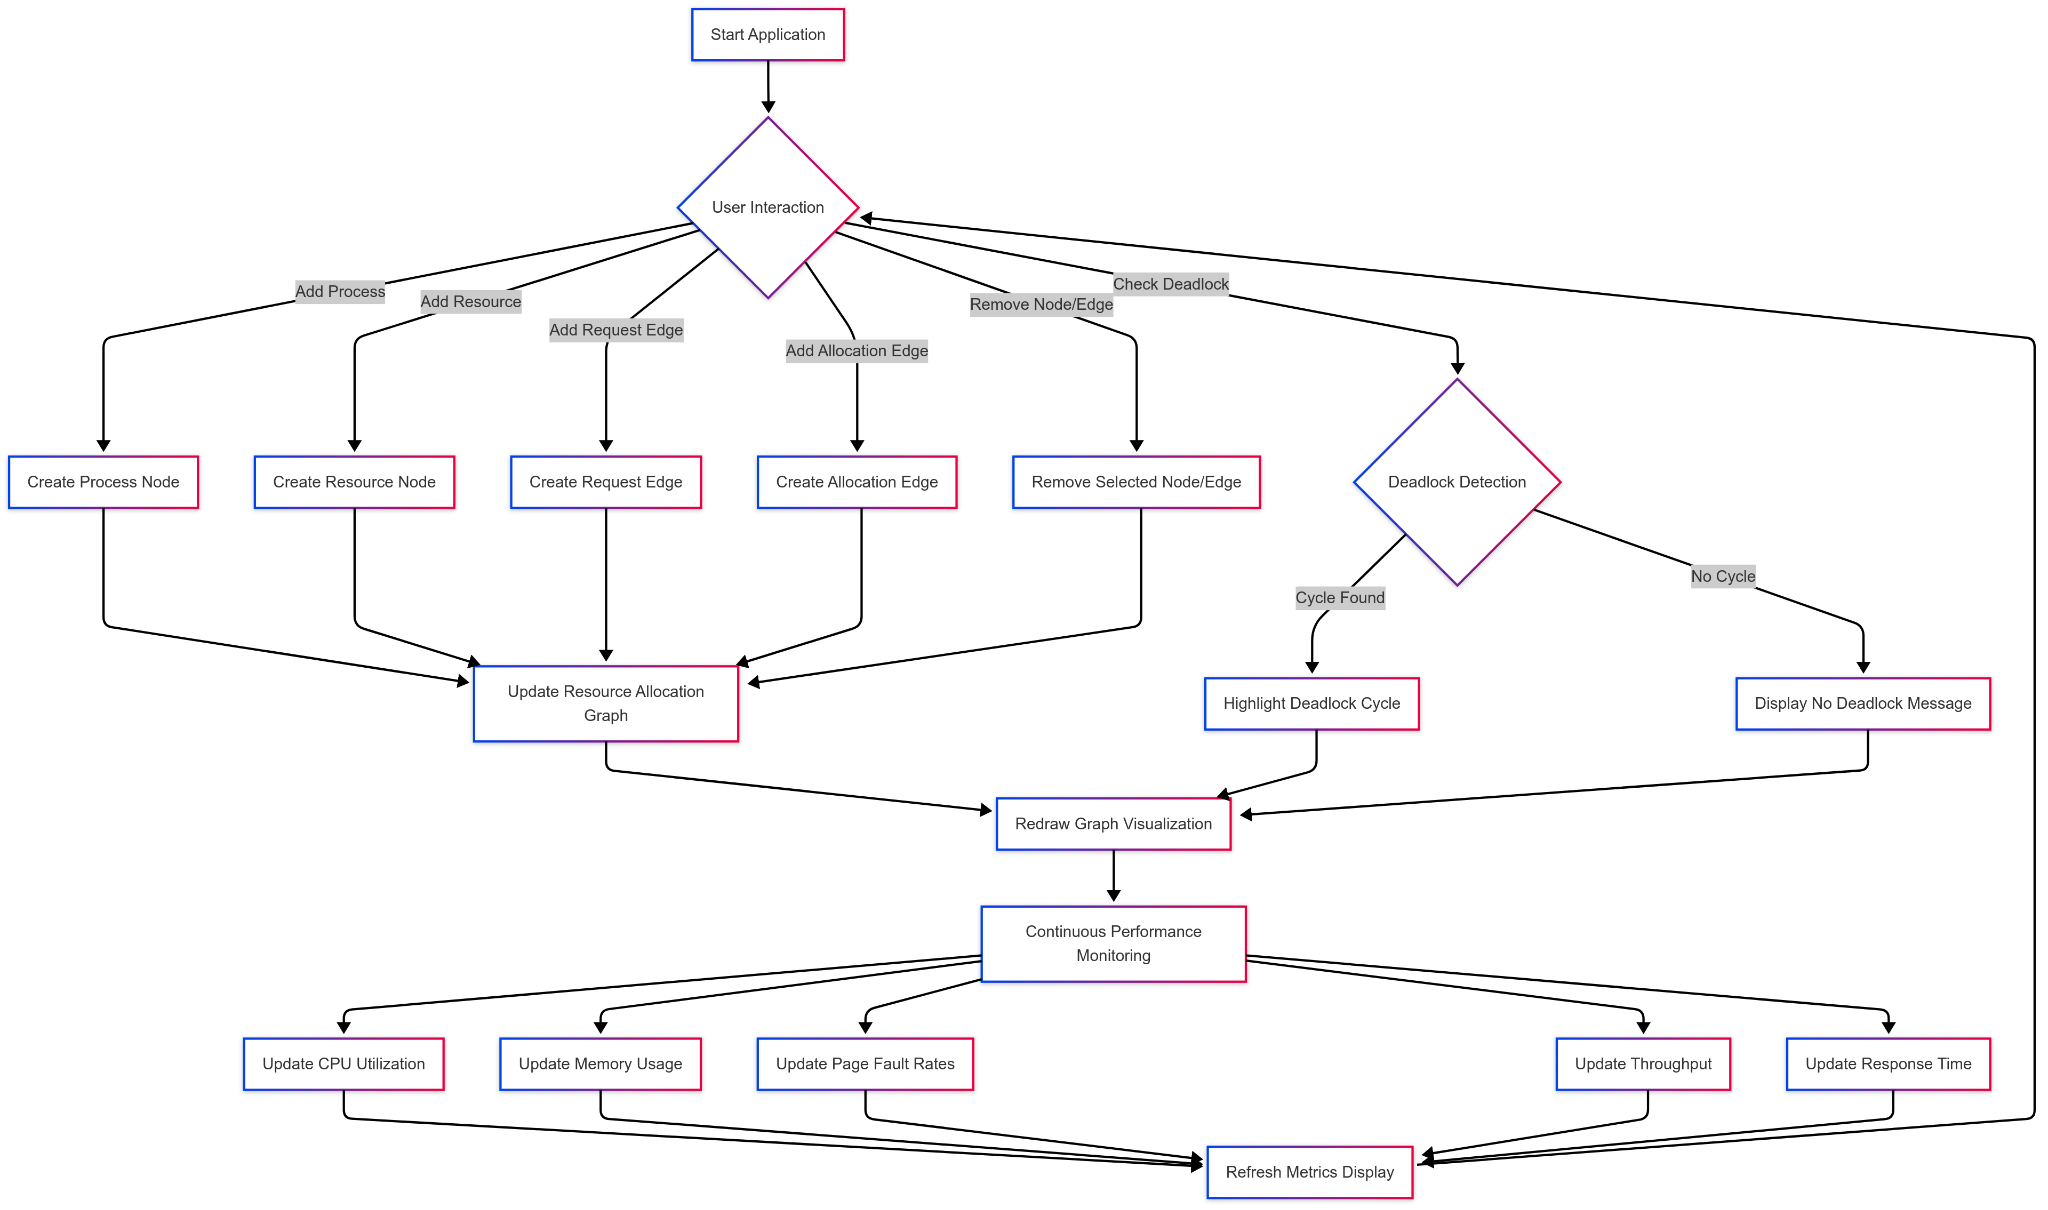 Start Application
User Interaction
Add Process
Add Resource
Add Request Edge
Add Allocation Edge
Remove Node/Edge
Check Deadlock
Create Process Node
Create Resource Node
Create Request Edge
Create Allocation Edge
Remove Selected Node/Edge
Deadlock Detection
Cycle Found
No Cycle
Update Resource Allocation
Graph
Highlight Deadlock Cycle
Display No Deadlock Message
Redraw Graph Visualization
Continuous Performance
Monitoring
Update CPU Utilization
Update Memory Usage
Update Page Fault Rates
Update Throughput
Update Response Time
Refresh Metrics Display